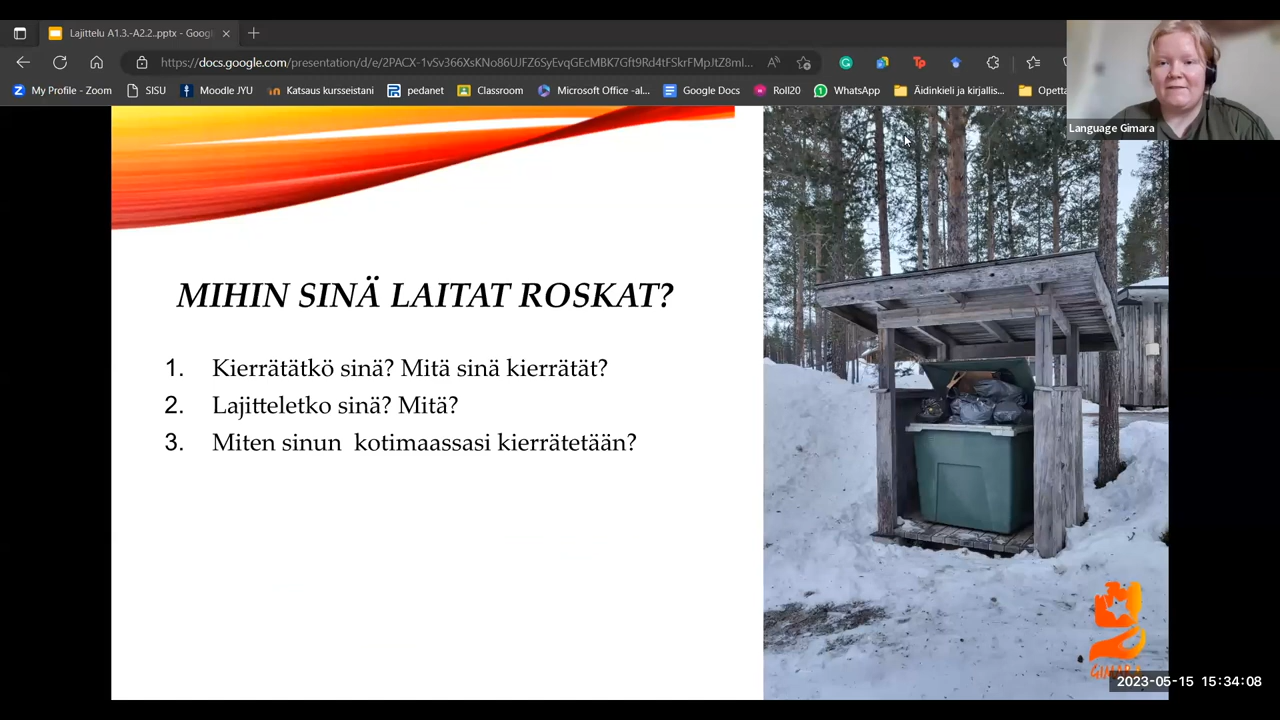 Lajittelu A1.3.-A2.2..pptx - Googl
https://docs.google.com/presentation/d/e/2PACX-1vSv366XsKNo86UJFZ6SyEvqGEcMBK7Gft9Rd4tFSkrFMpJtZ8ml...
My Profile - Zoom
SISU
Moodle JYU
Katsaus kursseistani
pedanet
Classroom
Microsoft Office -al...
Google Docs
Roll20
WhatsApp
Äidinkieli ja kirjallis...
Opetta
Language Gimara
MIHIN SINÄ LAITAT ROSKAT?
1. Kierrätätkö sinä? Mitä sinä kierrätät?
2. Lajitteletko sinä? Mitä?
3. Miten sinun kotimaassasi kierrätetään?
2023-05-15 15:34:08